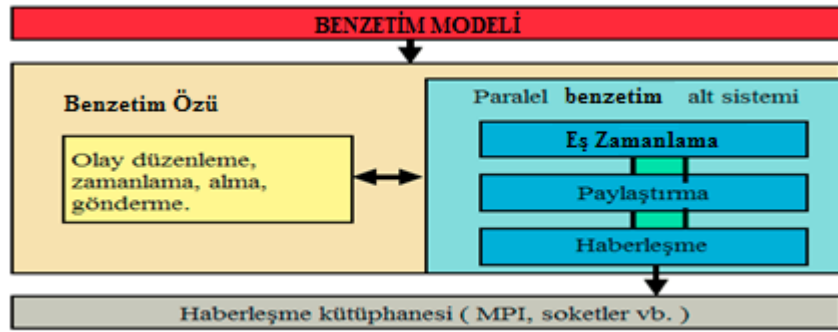 BENZETİM MODELİ
Benzetim Özü
Olay düzenleme,
zamanlama, alma,
gönderme.
Paralel benzetim alt sistemi
Eş Zamanlama
Paylaştırma
Haberleşme
Haberleşme kütüphanesi ( MPI, soketler vb. )